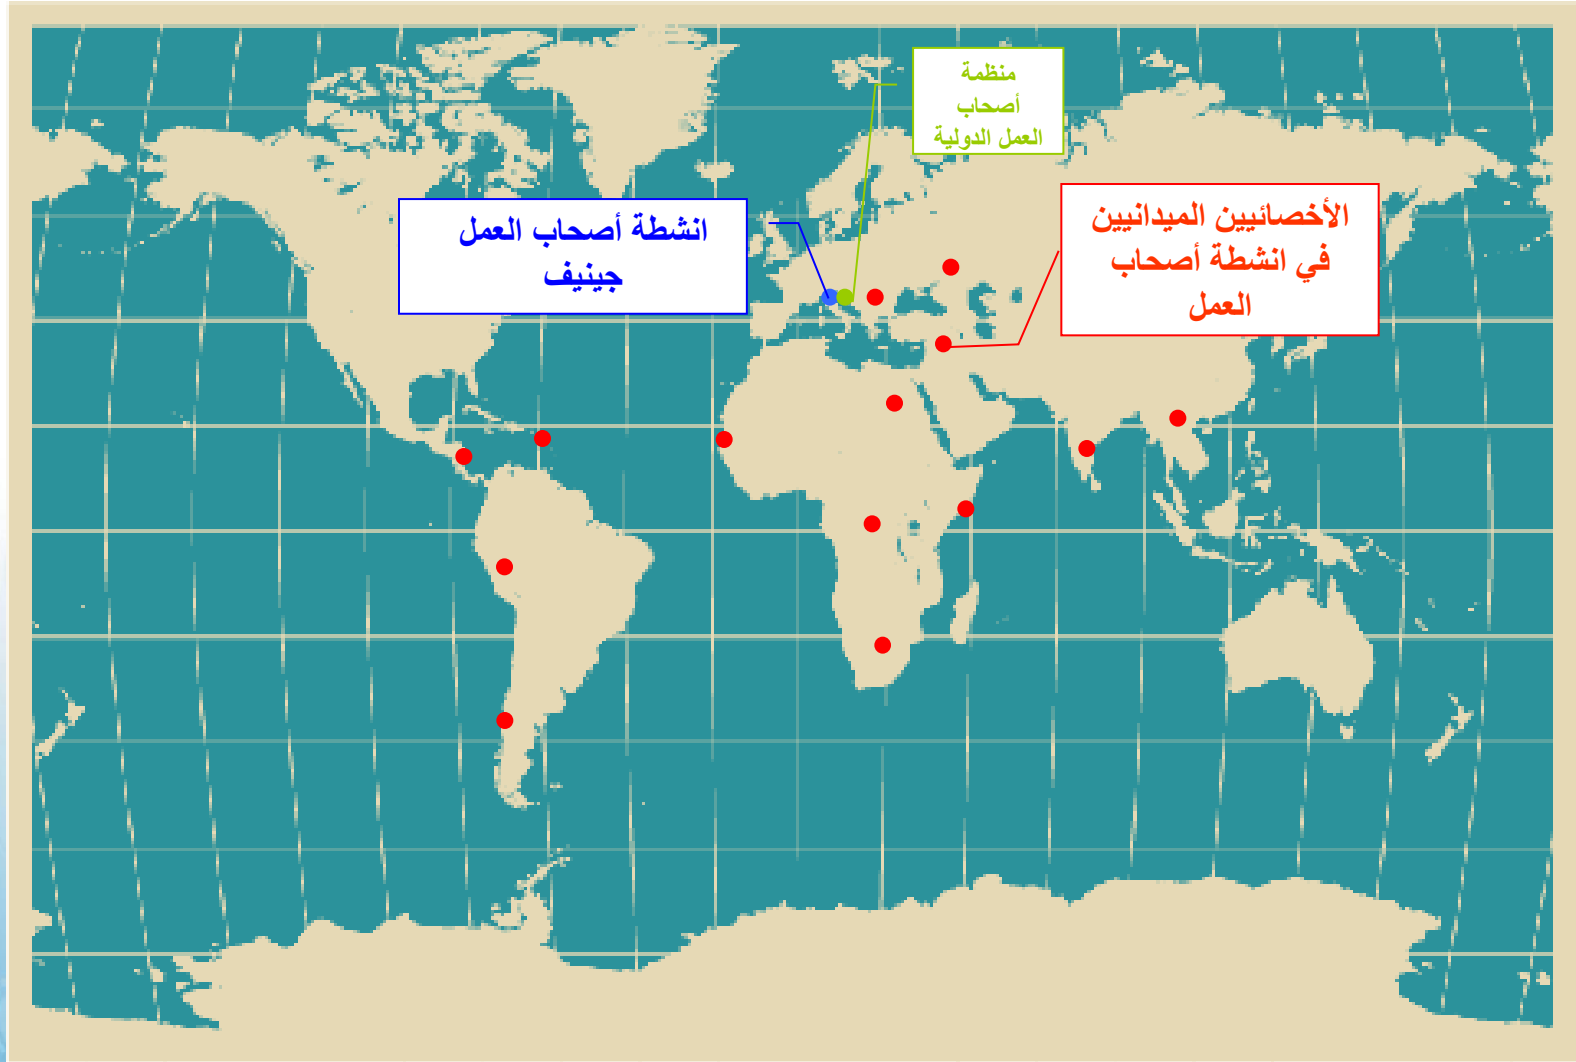 منظمة
أصحاب
العمل الدولية
انشطة أصحاب العمل
جينيف
الأخصائيين الميدانيين
في انشطة أصحاب
العمل